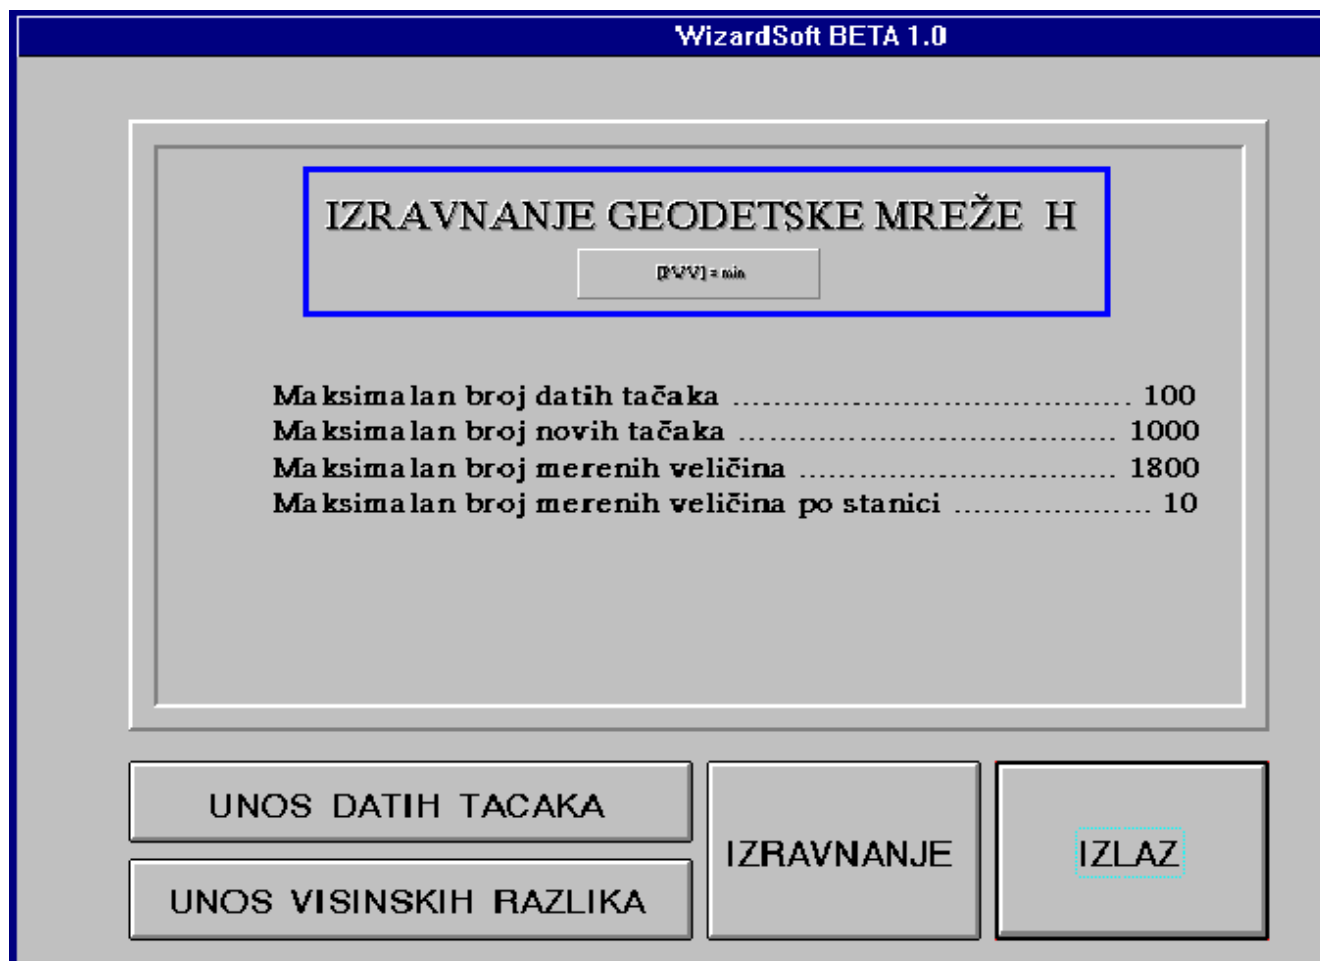 WizardSoft BETA 1.0
IZRAVNANJE GEODETSKE MREŽE H
[PVV] = min
Maksimalan broj datih tačaka ....................................... 100
Maksimalan broj novih tačaka ..................................... 1000
Maksimalan broj merenih veličina ............................... 1800
Maksimalan broj merenih veličina po stanici .................... 10
UNOS DATIH TACAKA
UNOS VISINSKIH RAZLIKA
IZRAVNANJE
IZLAZ